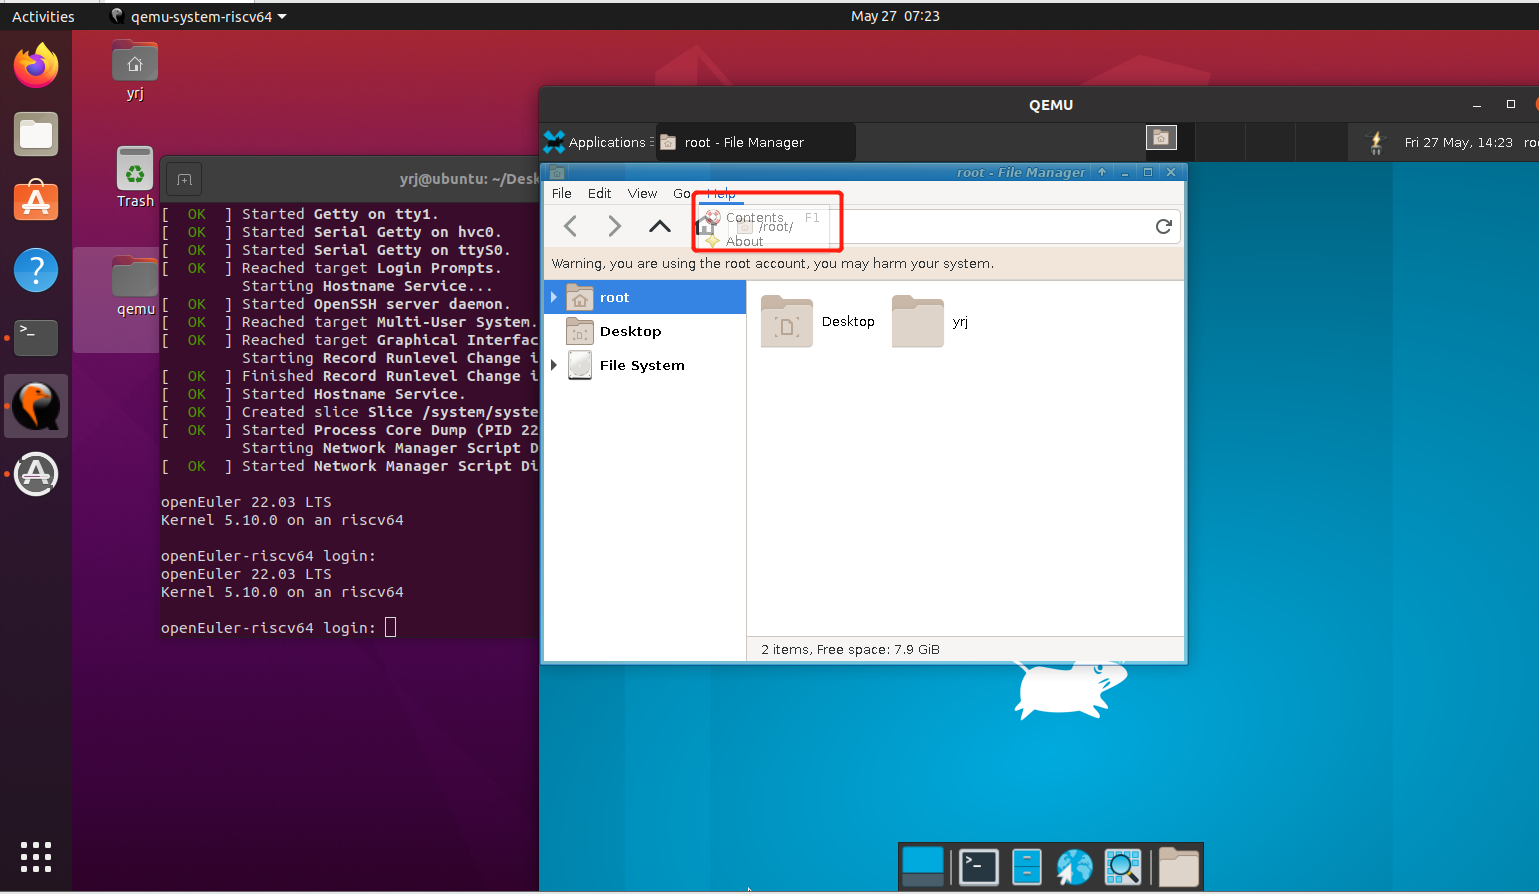 Activities
qemu-system-riscv64
May 27 07:23
yrj
Trash
qemu
yrj@ubuntu: ~/Desk
[ OK ] Started Getty on tty1.
[ OK ] Started Serial Getty on hvc0.
[ OK ] Started Serial Getty on ttyS0.
[ OK ] Reached target Login Prompts.
Starting Hostname Service...
[ OK ] Started OpenSSH server daemon.
[ OK ] Reached target Multi-User System.
[ OK ] Reached target Graphical Interfac
Starting Record Runlevel Change i
[ OK ] Finished Record Runlevel Change i
[ OK ] Started Hostname Service.
[ OK ] Created slice Slice /system/syste
[ OK ] Started Process Core Dump (PID 22
Starting Network Manager Script D
[ OK ] Started Network Manager Script Di
openEuler 22.03 LTS
Kernel 5.10.0 on an riscv64
openEuler-riscv64 login:
openEuler 22.03 LTS
Kernel 5.10.0 on an riscv64
openEuler-riscv64 login:
QEMU
Applications
root - File Manager
Fri 27 May, 14:23
roo
root - File Manager
File Edit View Go Help
Contents F1
/root/
About
Warning, you are using the root account, you may harm your system.
root
Desktop
File System
Desktop
yrj
2 items, Free space: 7.9 GiB